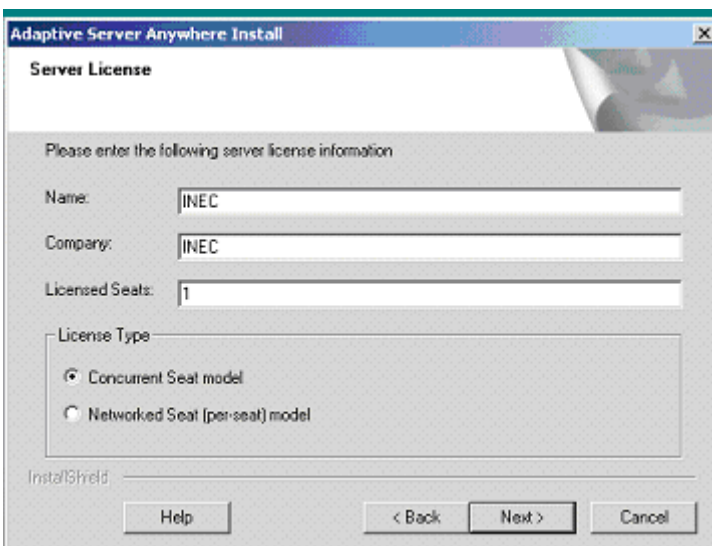 Adaptive Server Anywhere Install
Server License
Please enter the following server license information
Name:
INEC
Company:
INEC
Licensed Seats:
1
License Type
Concurrent Seat model
Networked Seat (per-seat) model
InstallShield
Help
< Back
Next >
Cancel